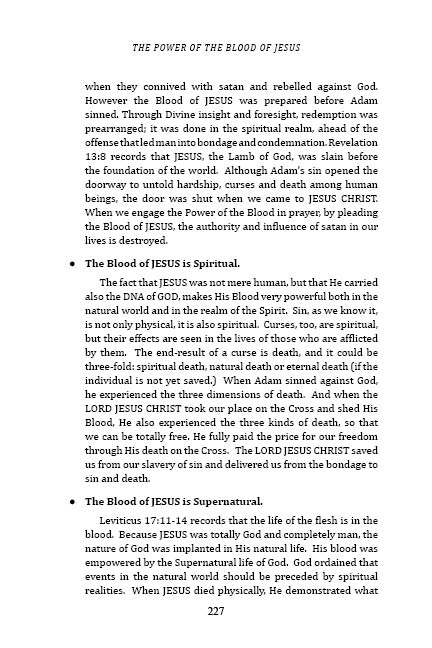 THE POWER OF THE BLOOD OF JESUS
when they connived with satan and rebelled against God.
However the Blood of JESUS was prepared before Adam
sinned. Through Divine insight and foresight, redemption was
prearranged; it was done in the spiritual realm, ahead of the
offense that led man into bondage and condemnation. Revelation
13:8 records that JESUS, the Lamb of God, was slain before
the foundation of the world.  Although Adam's sin opened the
doorway to untold hardship, curses and death among human
beings, the door was shut when we came to JESUS CHRIST.
When we engage the Power of the Blood in prayer, by pleading
the Blood of JESUS, the authority and influence of satan in our
lives is destroyed.
● The Blood of JESUS is Spiritual.
The fact that JESUS was not mere human, but that He carried
also the DNA of GOD, makes His Blood very powerful both in the
natural world and in the realm of the Spirit.  Sin, as we know it,
is not only physical, it is also spiritual.  Curses, too, are spiritual,
but their effects are seen in the lives of those who are afflicted
by them.  The end-result of a curse is death, and it could be
three-fold: spiritual death, natural death or eternal death (if the
individual is not yet saved.)  When Adam sinned against God,
he experienced the three dimensions of death.  And when the
LORD JESUS CHRIST took our place on the Cross and shed His
Blood, He also experienced the three kinds of death, so that
we can be totally free. He fully paid the price for our freedom
through His death on the Cross.  The LORD JESUS CHRIST saved
us from our slavery of sin and delivered us from the bondage to
sin and death.
● The Blood of JESUS is Supernatural.
Leviticus 17:11-14 records that the life of the flesh is in the
blood.  Because JESUS was totally God and completely man, the
nature of God was implanted in His natural life.  His blood was
empowered by the Supernatural life of God.  God ordained that
events in the natural world should be preceded by spiritual
realities.  When JESUS died physically, He demonstrated what
227